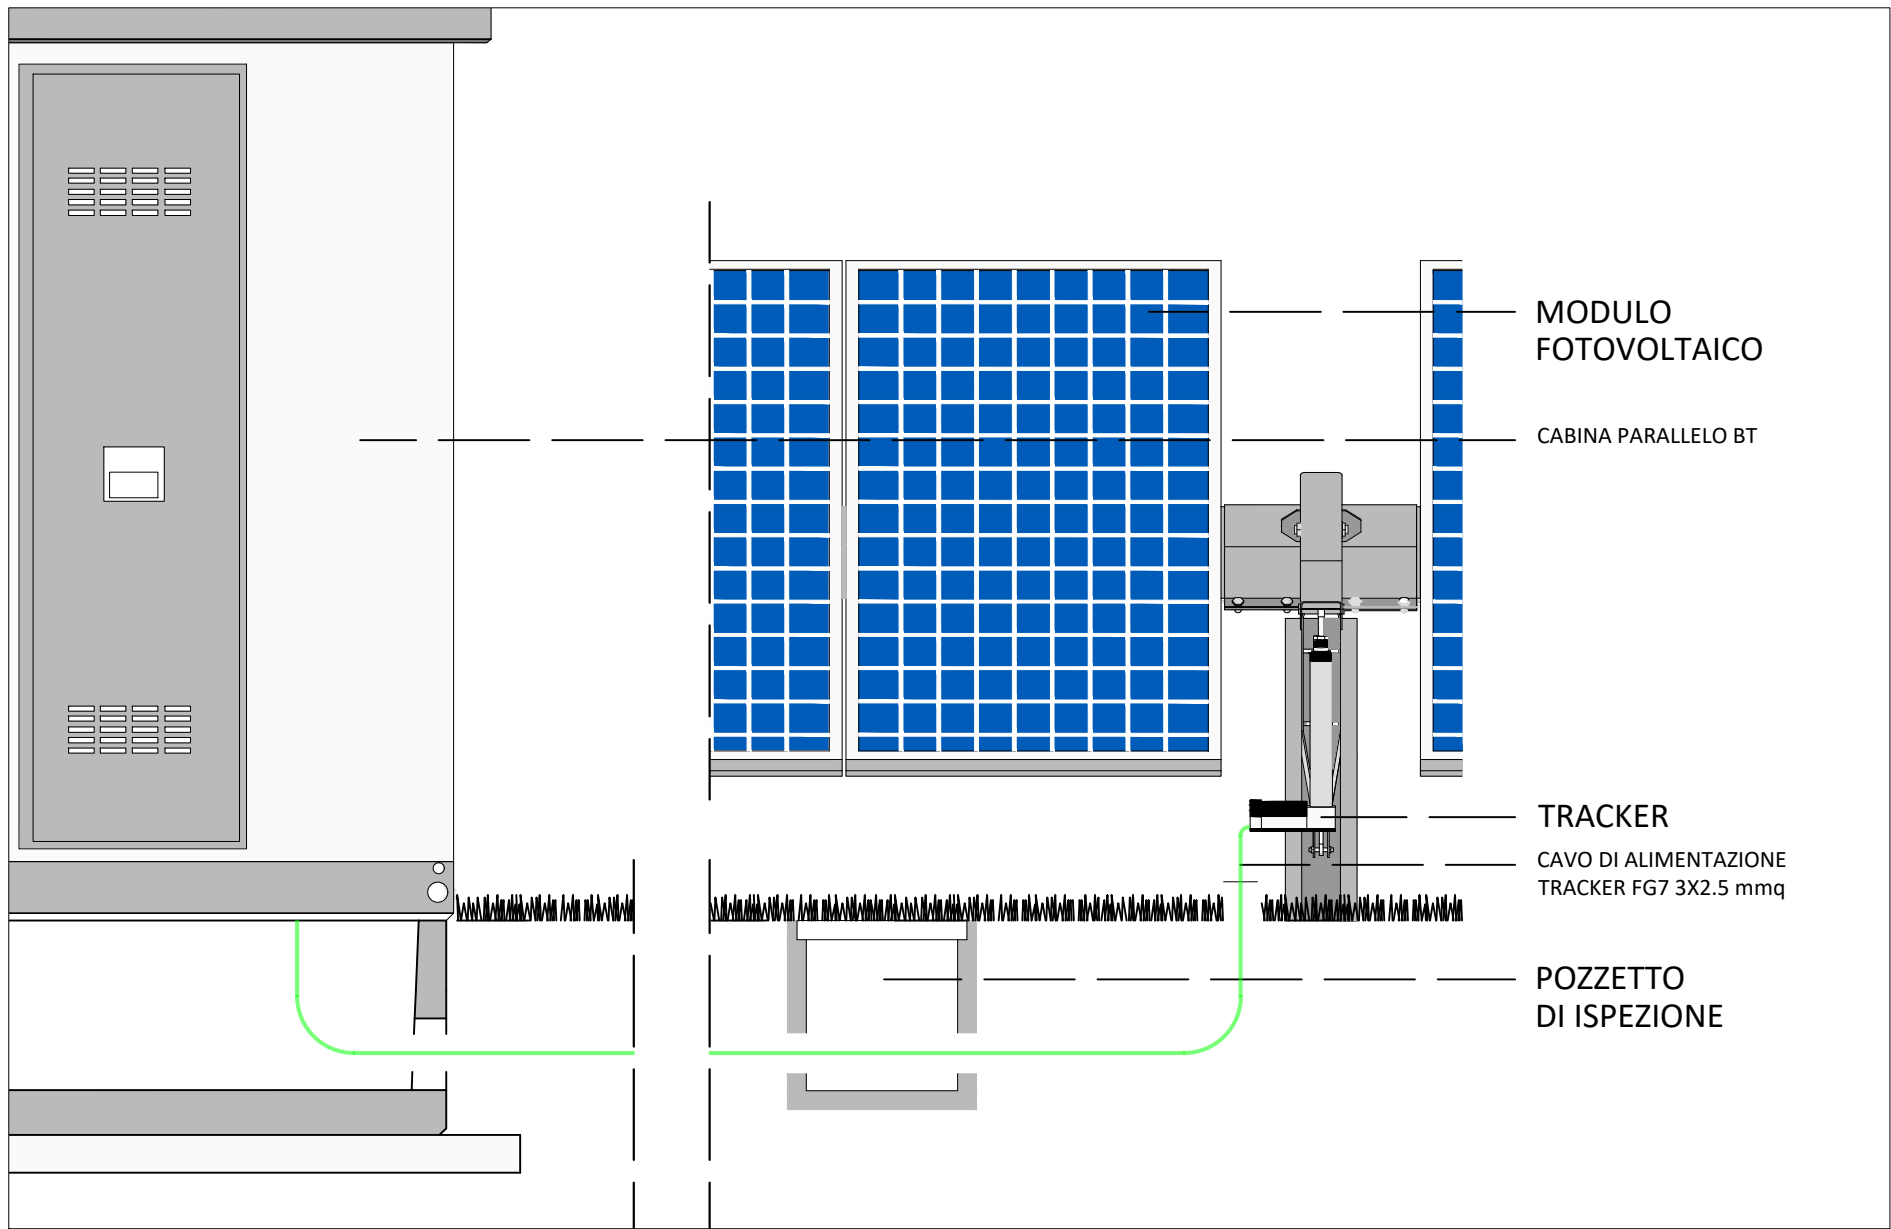 MODULO
FOTOVOLTAICO
CABINA PARALLELO BT
TRACKER
CAVO DI ALIMENTAZIONE
TRACKER FG7 3X2.5 mmq
POZZETTO
DI ISPEZIONE